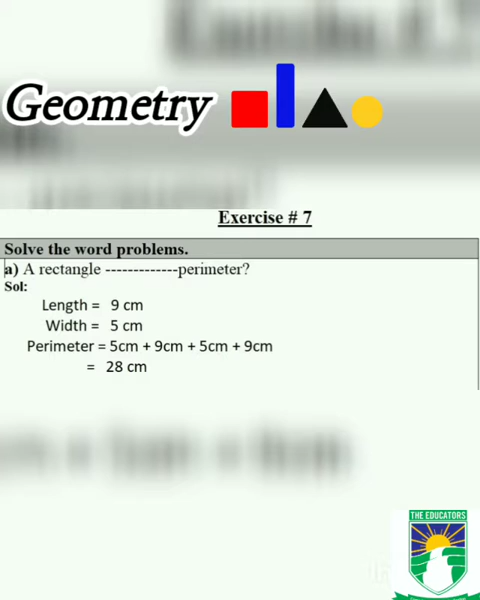 Geometry
Exercise # 7
Solve the word problems.
a) A rectangle -------------perimeter?
Sol:
Length = 9 cm
Width = 5 cm
Perimeter = 5cm + 9cm + 5cm + 9cm
= 28 cm
THE EDUCATORS